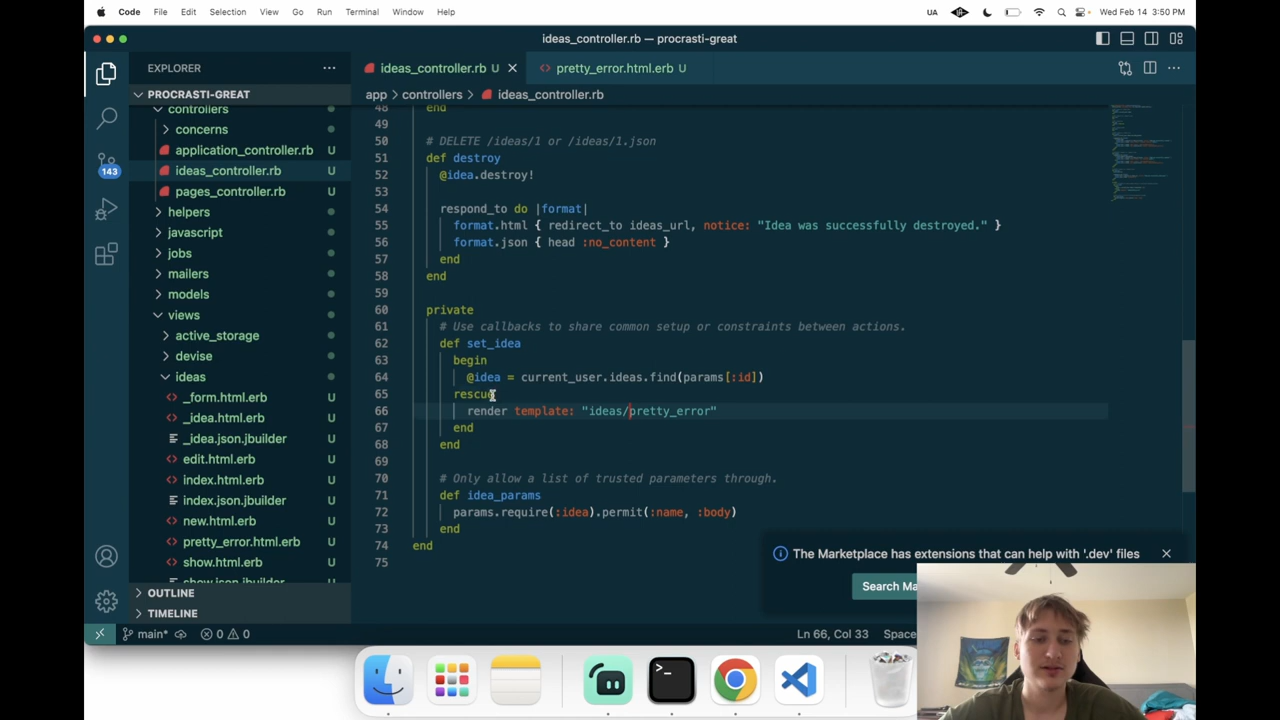 Code File Edit Selection View Go Run Terminal Window Help UA Wed Feb 14 3:50 PM
ideas_controller.rb — procrasti-great
EXPLORER
ideas_controller.rb U
pretty_error.html.erb U
PROCRASTI-GREAT
app > controllers > ideas_controller.rb
controllers
concerns
application_controller.rb U
ideas_controller.rb U
pages_controller.rb U
helpers
javascript
jobs
mailers
models
views
active_storage
devise
ideas
_form.html.erb U
_idea.html.erb U
_idea.json.jbuilder U
edit.html.erb U
index.html.erb U
index.json.jbuilder U
new.html.erb U
pretty_error.html.erb U
show.html.erb U
show.json.jbuilder U
OUTLINE
TIMELINE
143
48 end
49
50 # DELETE /ideas/1 or /ideas/1.json
51 def destroy
52 @idea.destroy!
53
54 respond_to do |format|
55 format.html { redirect_to ideas_url, notice: "Idea was successfully destroyed." }
56 format.json { head :no_content }
57 end
58 end
59
60 private
61 # Use callbacks to share common setup or constraints between actions.
62 def set_idea
63 begin
64 @idea = current_user.ideas.find(params[:id])
65 rescue
66 render template: "ideas/pretty_error"
67 end
68 end
69
70 # Only allow a list of trusted parameters through.
71 def idea_params
72 params.require(:idea).permit(:name, :body)
73 end
74 end
75
The Marketplace has extensions that can help with '.dev' files
Search Ma
main* 0 0 Ln 66, Col 33 Space